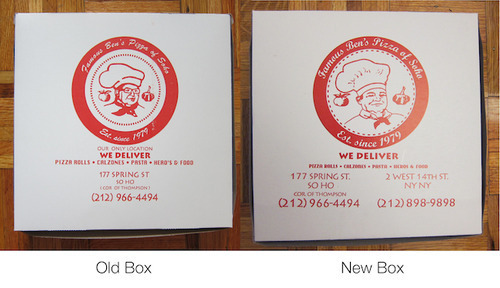 Famous Ben's Pizza of Soho
Est. since 1979
OUR ONLY LOCATION
WE DELIVER
PIZZA ROLLS • CALZONES • PASTA • HERO'S & FOOD
177 SPRING ST
SO HO
( COR OF THOMPSON )
(212) 966-4494
Famous Ben's Pizza of Soho
Est. since 1979
WE DELIVER
PIZZA ROLLS • CALZONES • PASTA • HERO'S & FOOD
177 SPRING ST.
SO HO
COR OF THOMPSON
(212) 966-4494
2 WEST 14TH ST.
NY NY
(212) 898-9898
Old Box
New Box